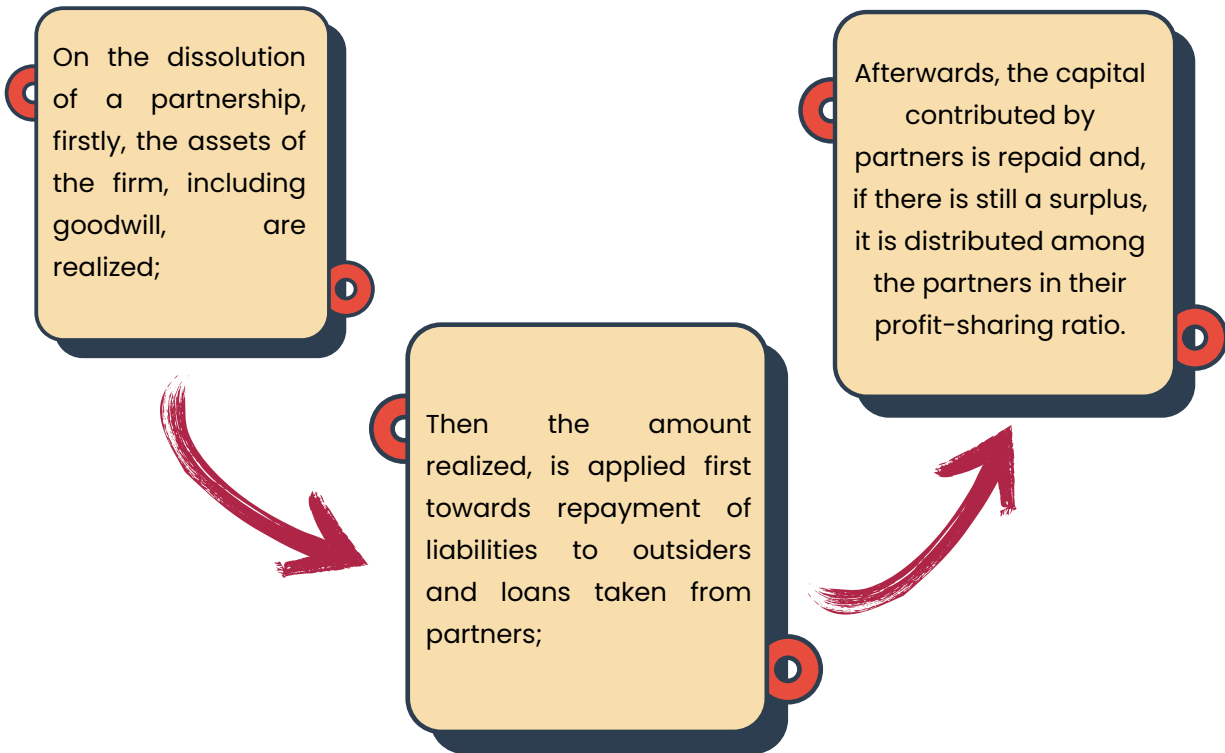 On the dissolution
of a partnership,
firstly, the assets of
the firm, including
goodwill, are
realized;
Then the amount
realized, is applied first
towards repayment of
liabilities to outsiders
and loans taken from
partners;
Afterwards, the capital
contributed by
partners is repaid and,
if there is still a surplus,
it is distributed among
the partners in their
profit-sharing ratio.